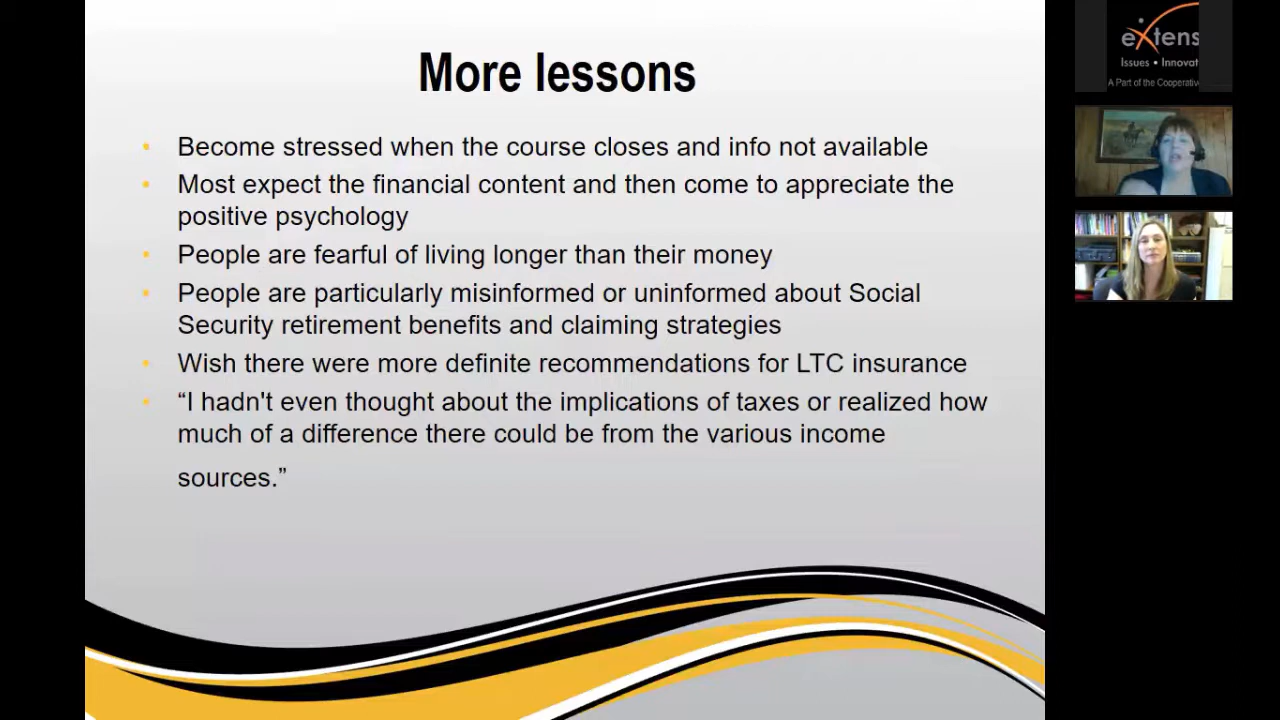 More lessons
• Become stressed when the course closes and info not available
• Most expect the financial content and then come to appreciate the
positive psychology
• People are fearful of living longer than their money
• People are particularly misinformed or uninformed about Social
Security retirement benefits and claiming strategies
• Wish there were more definite recommendations for LTC insurance
• “I hadn't even thought about the implications of taxes or realized how
much of a difference there could be from the various income
sources.”
eXtens
Issues • Innovat
A Part of the Cooperative